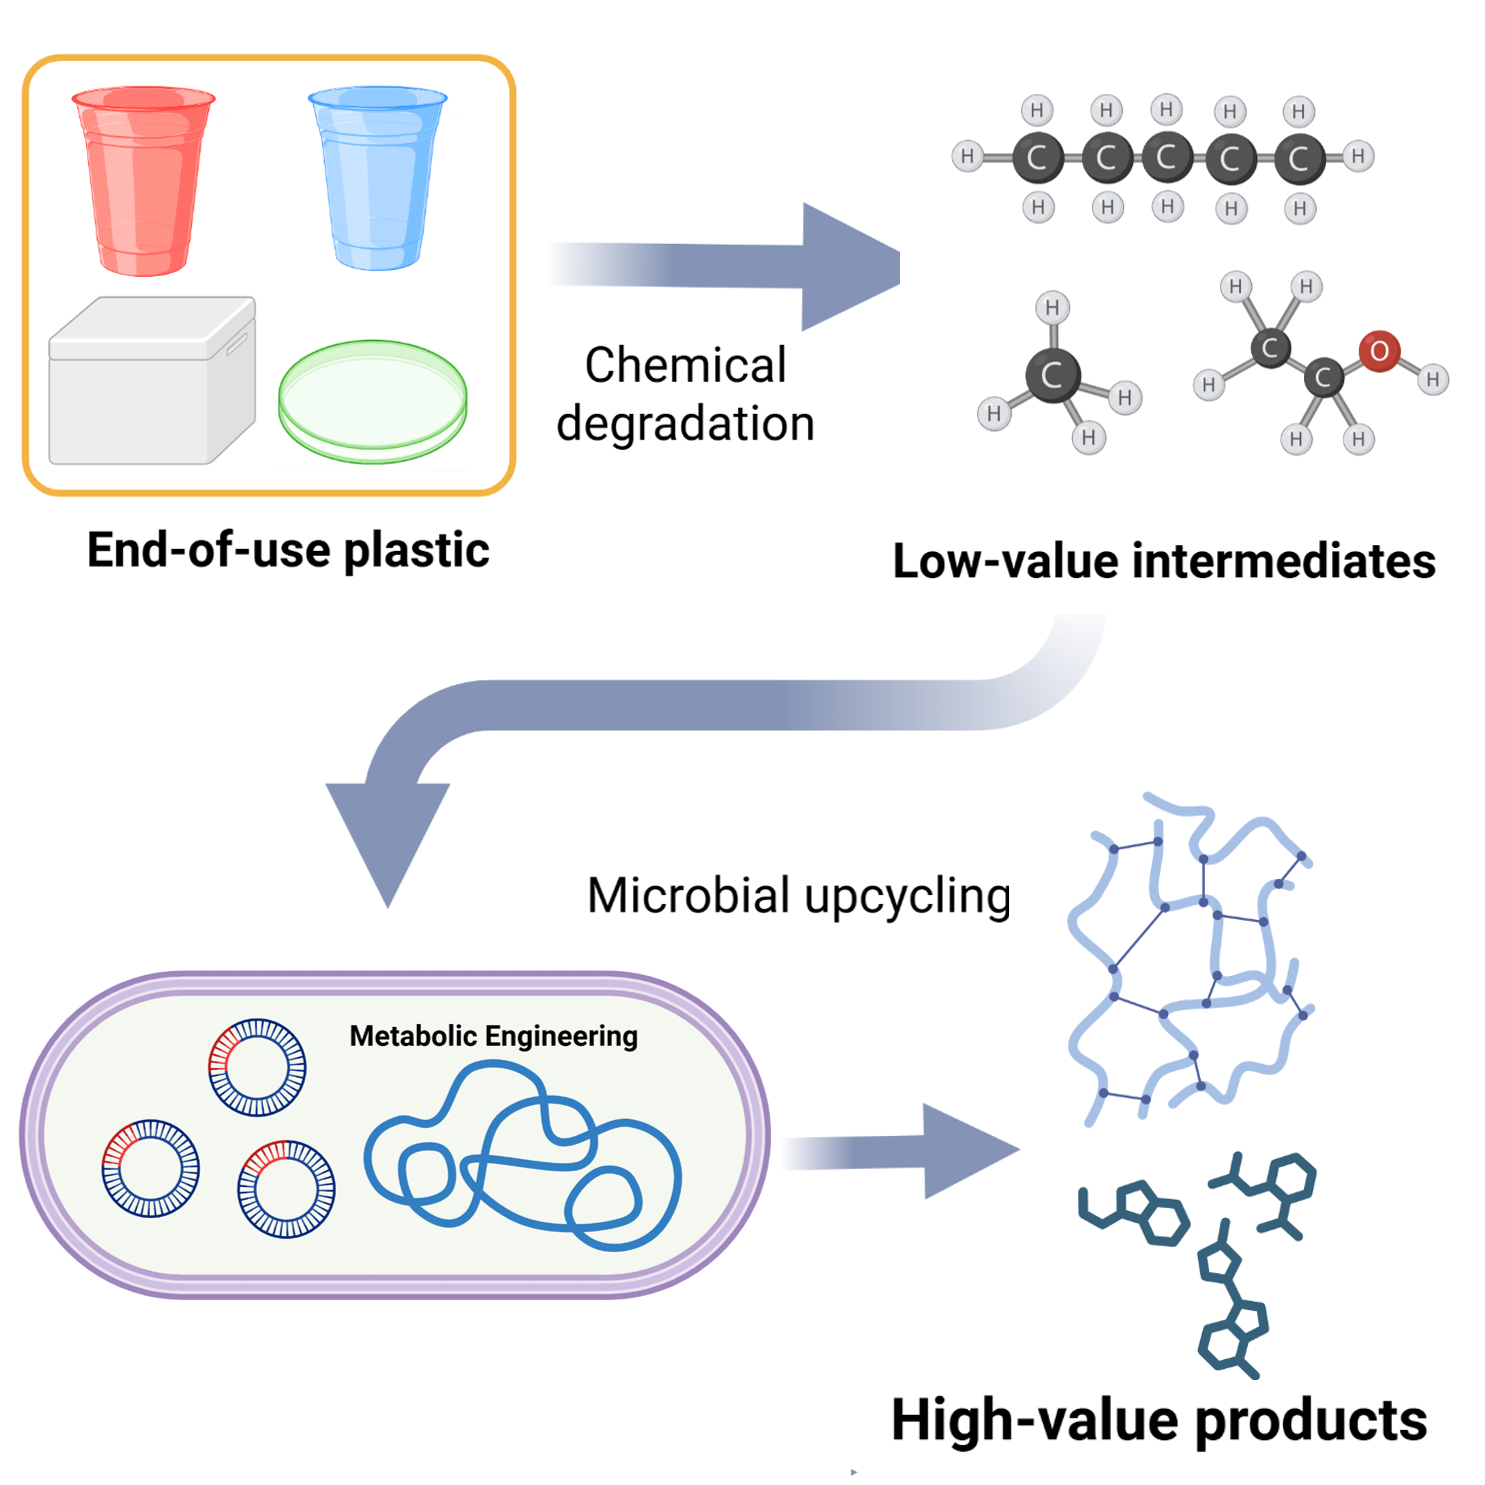 H H H H H
H C C C C C H
H H H H H
H H
H
C O
C C H
H H H
H H H
Chemical
degradation
End-of-use plastic
Low-value intermediates
Microbial upcycling
Metabolic Engineering
High-value products